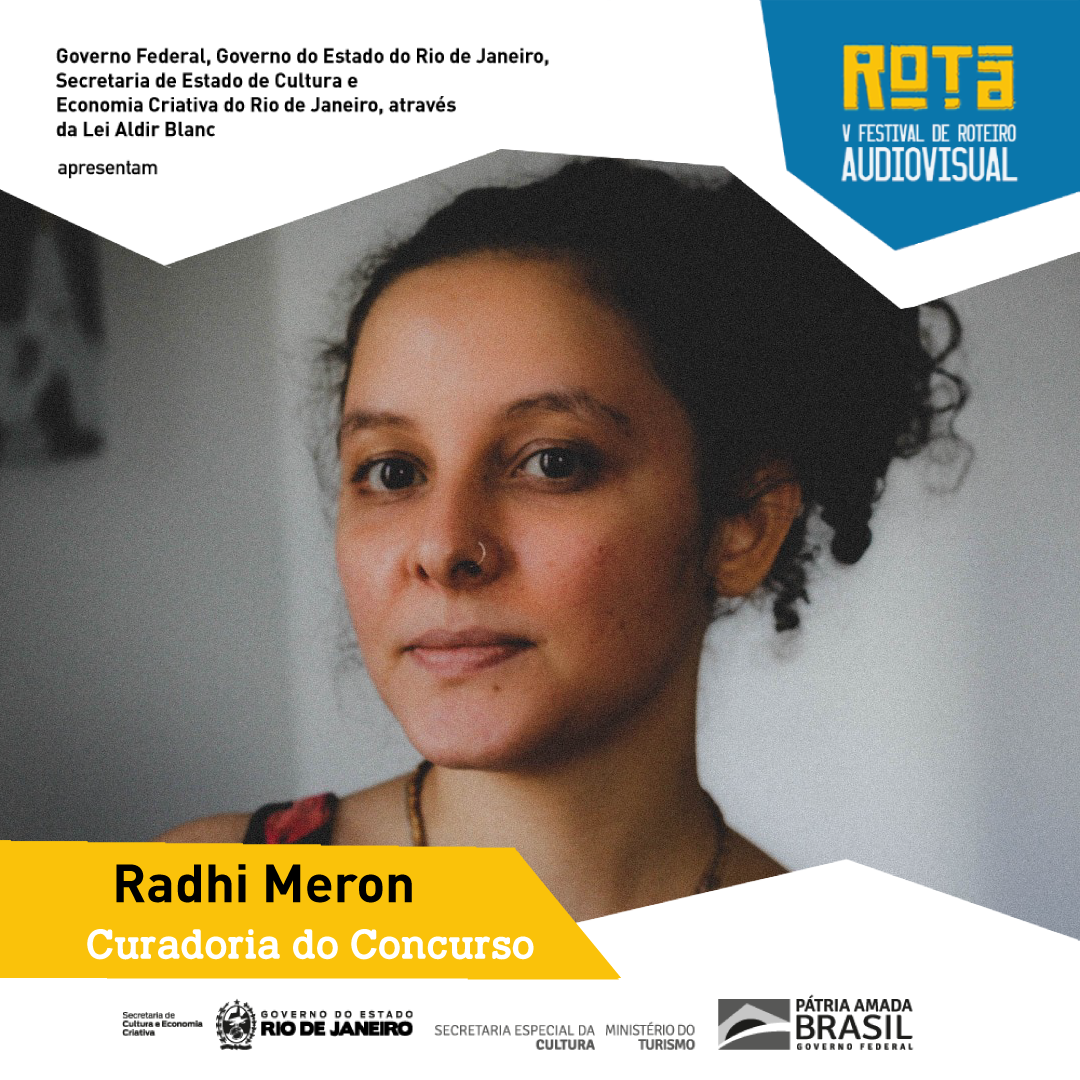 Governo Federal, Governo do Estado do Rio de Janeiro,
Secretaria de Estado de Cultura e
Economia Criativa do Rio de Janeiro, através
da Lei Aldir Blanc
apresentam
ROTA
V FESTIVAL DE ROTEIRO
AUDIOVISUAL
Radhi Meron
Curadoria do Concurso
Secretaria de
Cultura e Economia
Criativa
GOVERNO DO ESTADO
RIO DE JANEIRO
SECRETARIA ESPECIAL DA
CULTURA
MINISTÉRIO DO
TURISMO
PÁTRIA AMADA
BRASIL
GOVERNO FEDERAL